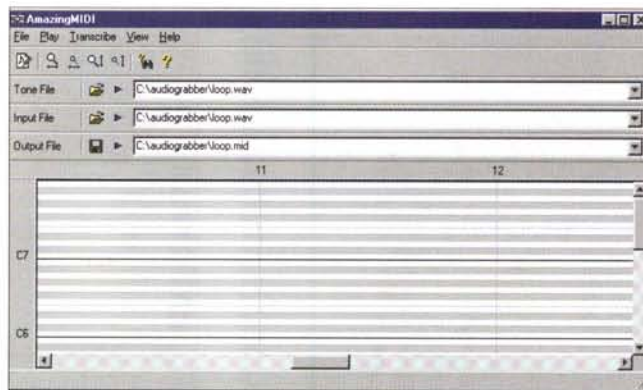 AmazingMIDI
File Play Transcribe View Help
Tone File C:\audiograbber\loop.wav
Input File C:\audiograbber\loop.wav
Output File C:\audiograbber\loop.mid
11 12
C7
C6